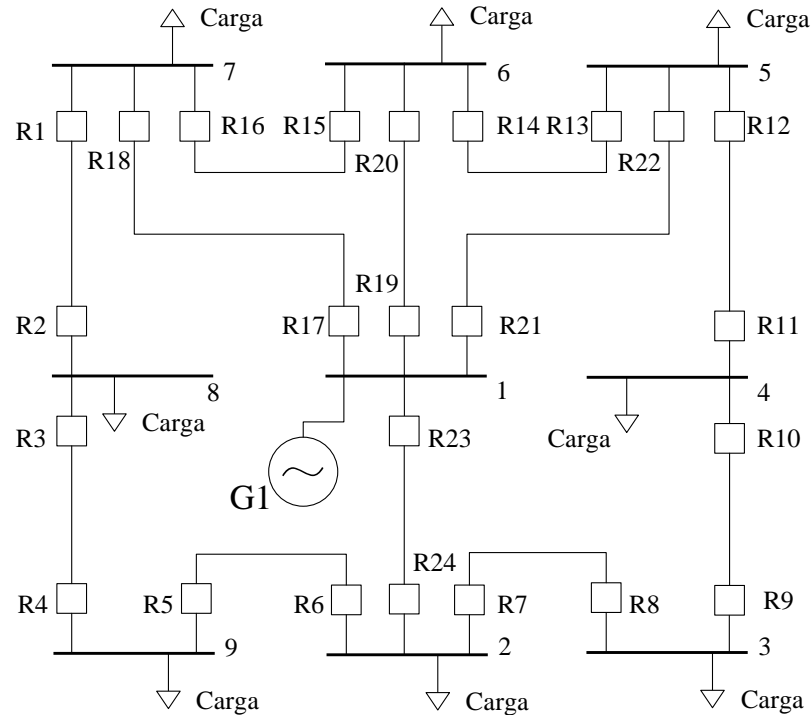 Carga
Carga
Carga
7
6
5
R1
R16
R15
R14
R13
R12
R18
R20
R22
R19
R2
R17
R21
R11
8
1
4
Carga
Carga
R3
R23
R10
G1
R24
R4
R5
R6
R7
R8
R9
9
2
3
Carga
Carga
Carga